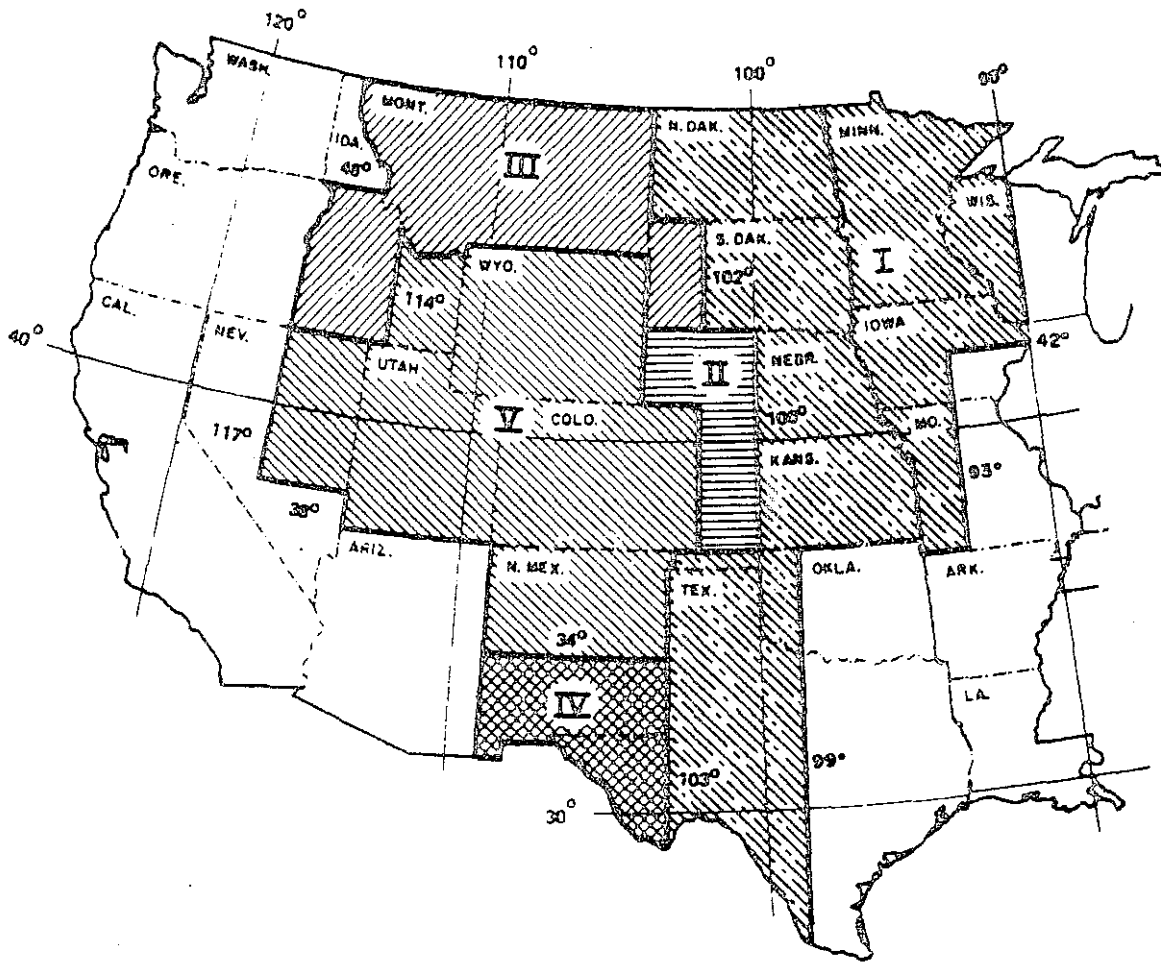 120°
110°
100°
90°
WASH.
MONT.
N. DAK.
MINN.
IDA.
48°
ORE.
III
WIS.
S. DAK.
I
WYO.
102°
114°
CAL.
NEV.
IOWA
40°
42°
UTAH
II
NEBR.
V
COLO.
100°
MO.
117°
KANS.
93°
38°
ARIZ.
N. MEX.
OKLA.
ARK.
TEX.
34°
IV
LA.
99°
103°
30°